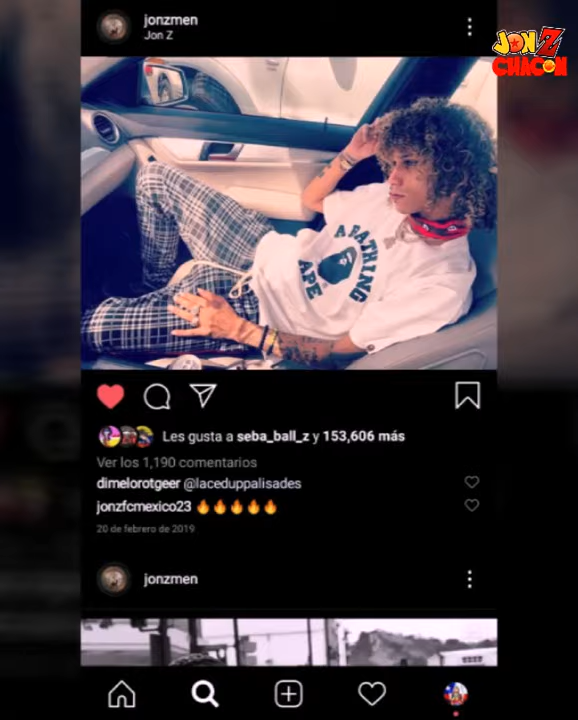 jonzmen
Jon Z
JON Z
CHACON
A BATHING
APE
Les gusta a seba_ball_z y 153,606 más
Ver los 1,190 comentarios
dimelorotgeer @laceduppalisades
jonzfcmexico23 🔥🔥🔥🔥🔥
20 de febrero de 2019
jonzmen